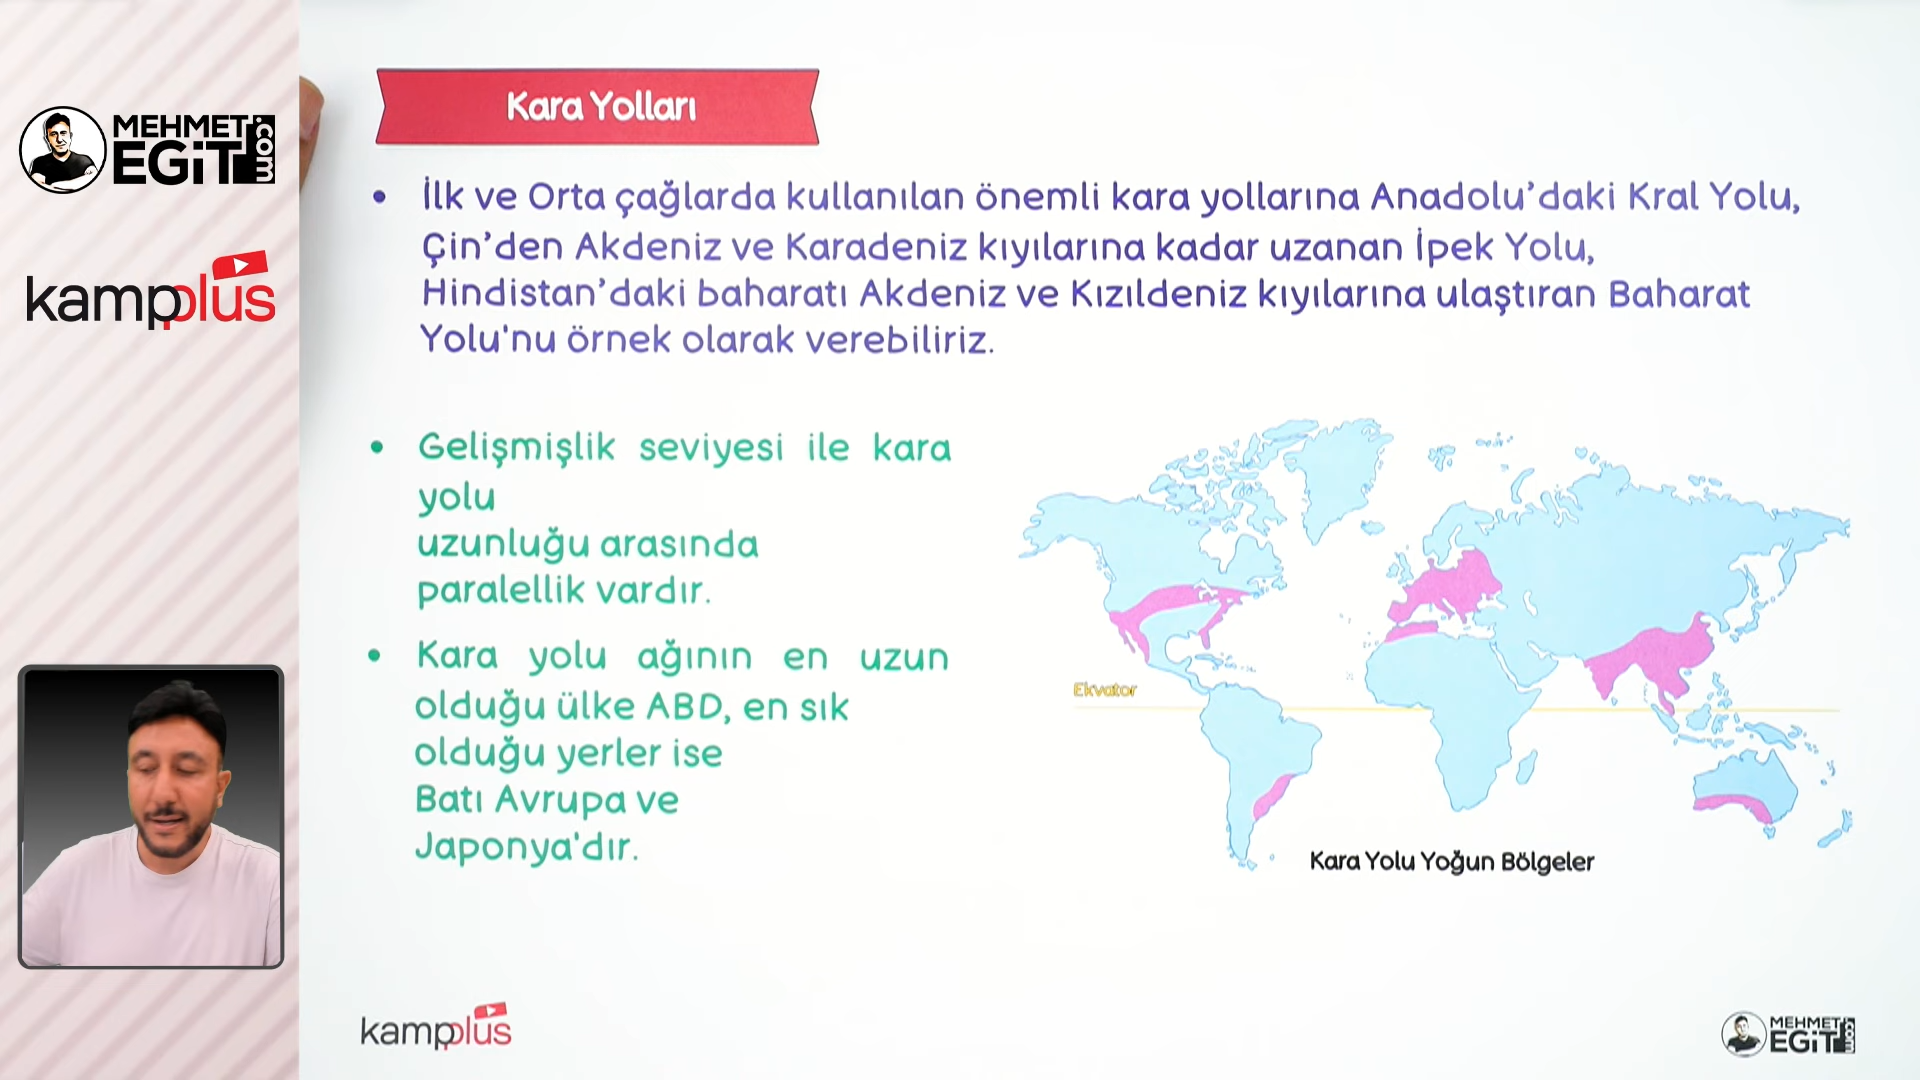 MEHMET
EGiT
.com
kampplus
Kara Yolları
• İlk ve Orta çağlarda kullanılan önemli kara yollarına Anadolu’daki Kral Yolu,
Çin’den Akdeniz ve Karadeniz kıyılarına kadar uzanan İpek Yolu,
Hindistan’daki baharatı Akdeniz ve Kızıldeniz kıyılarına ulaştıran Baharat
Yolu'nu örnek olarak verebiliriz.
• Gelişmişlik seviyesi ile kara
yolu
uzunluğu arasında
paralellik vardır.
• Kara yolu ağının en uzun
olduğu ülke ABD, en sık
olduğu yerler ise
Batı Avrupa ve
Japonya'dır.
Ekvator
Kara Yolu Yoğun Bölgeler
kampplus
MEHMET
EGiT
.com